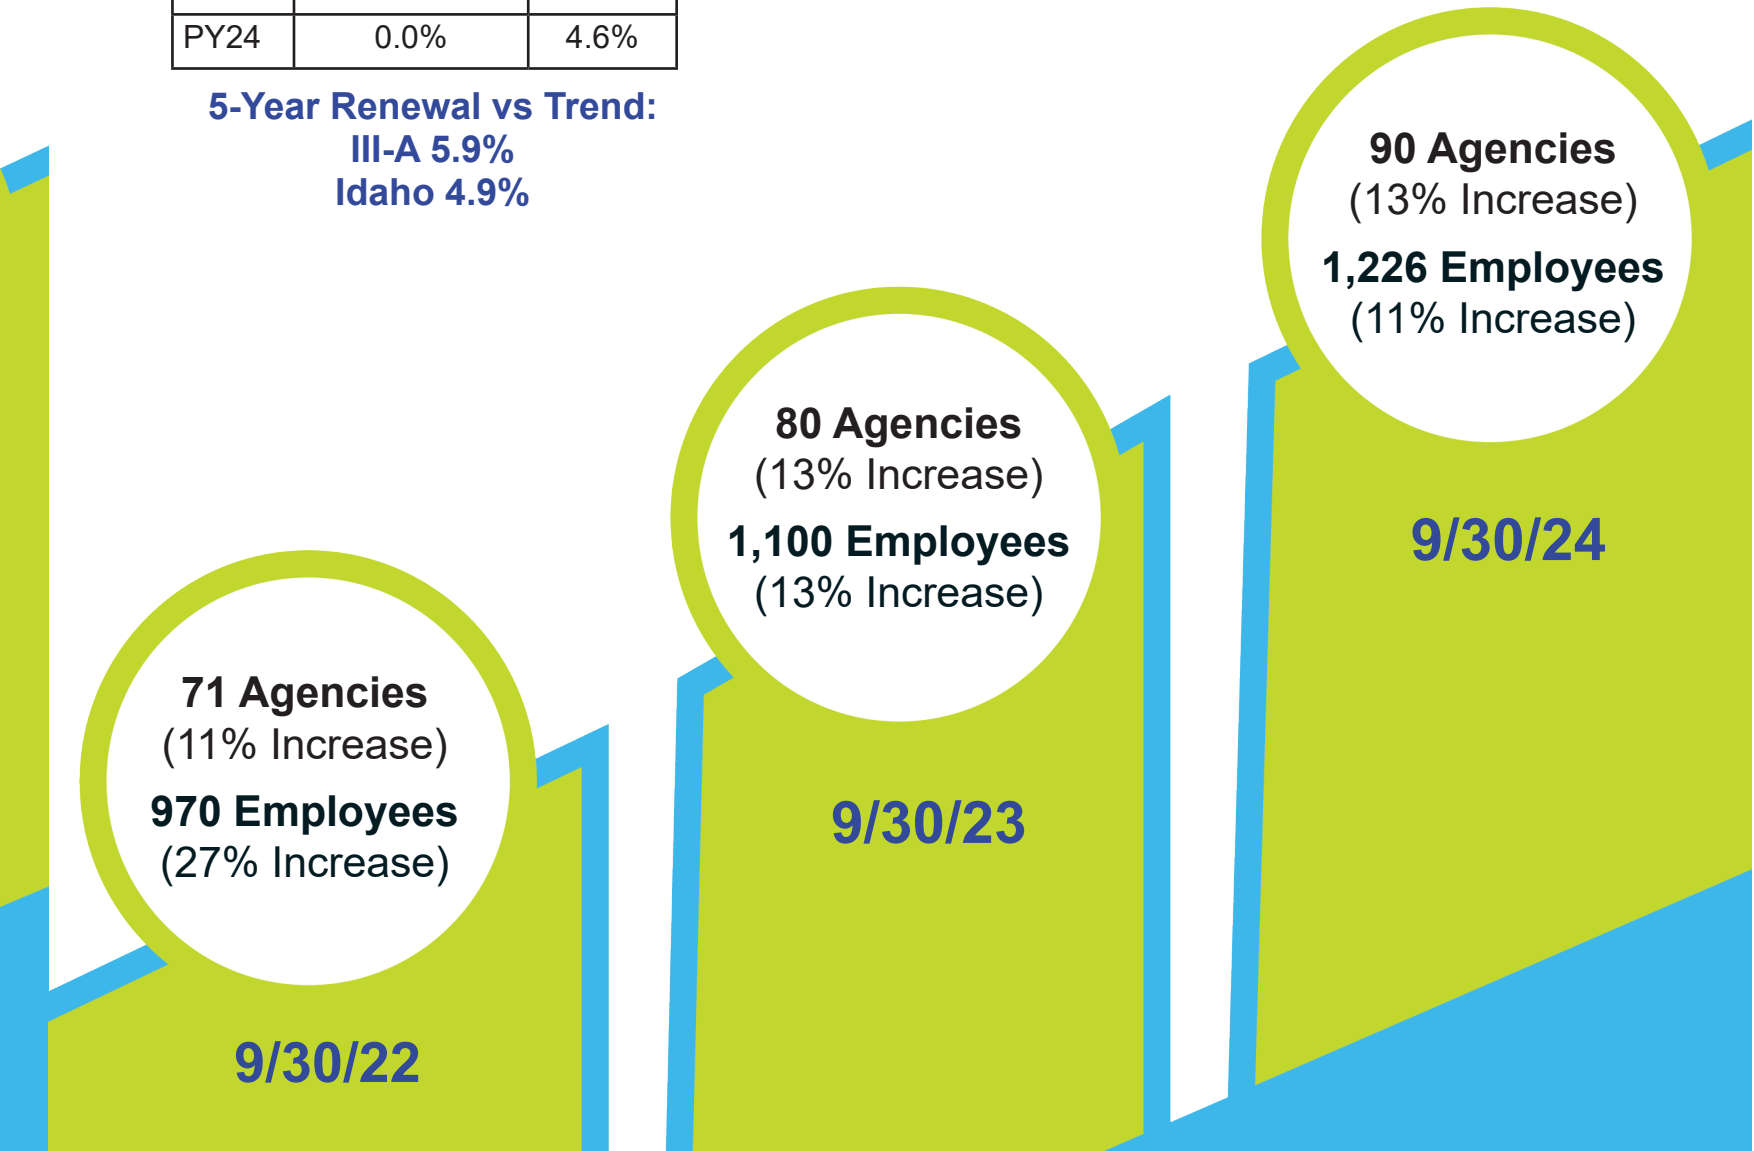 PY24 0.0% 4.6%
5-Year Renewal vs Trend:
III-A 5.9%
Idaho 4.9%
90 Agencies
(13% Increase)
1,226 Employees
(11% Increase)
9/30/24
80 Agencies
(13% Increase)
1,100 Employees
(13% Increase)
9/30/23
71 Agencies
(11% Increase)
970 Employees
(27% Increase)
9/30/22